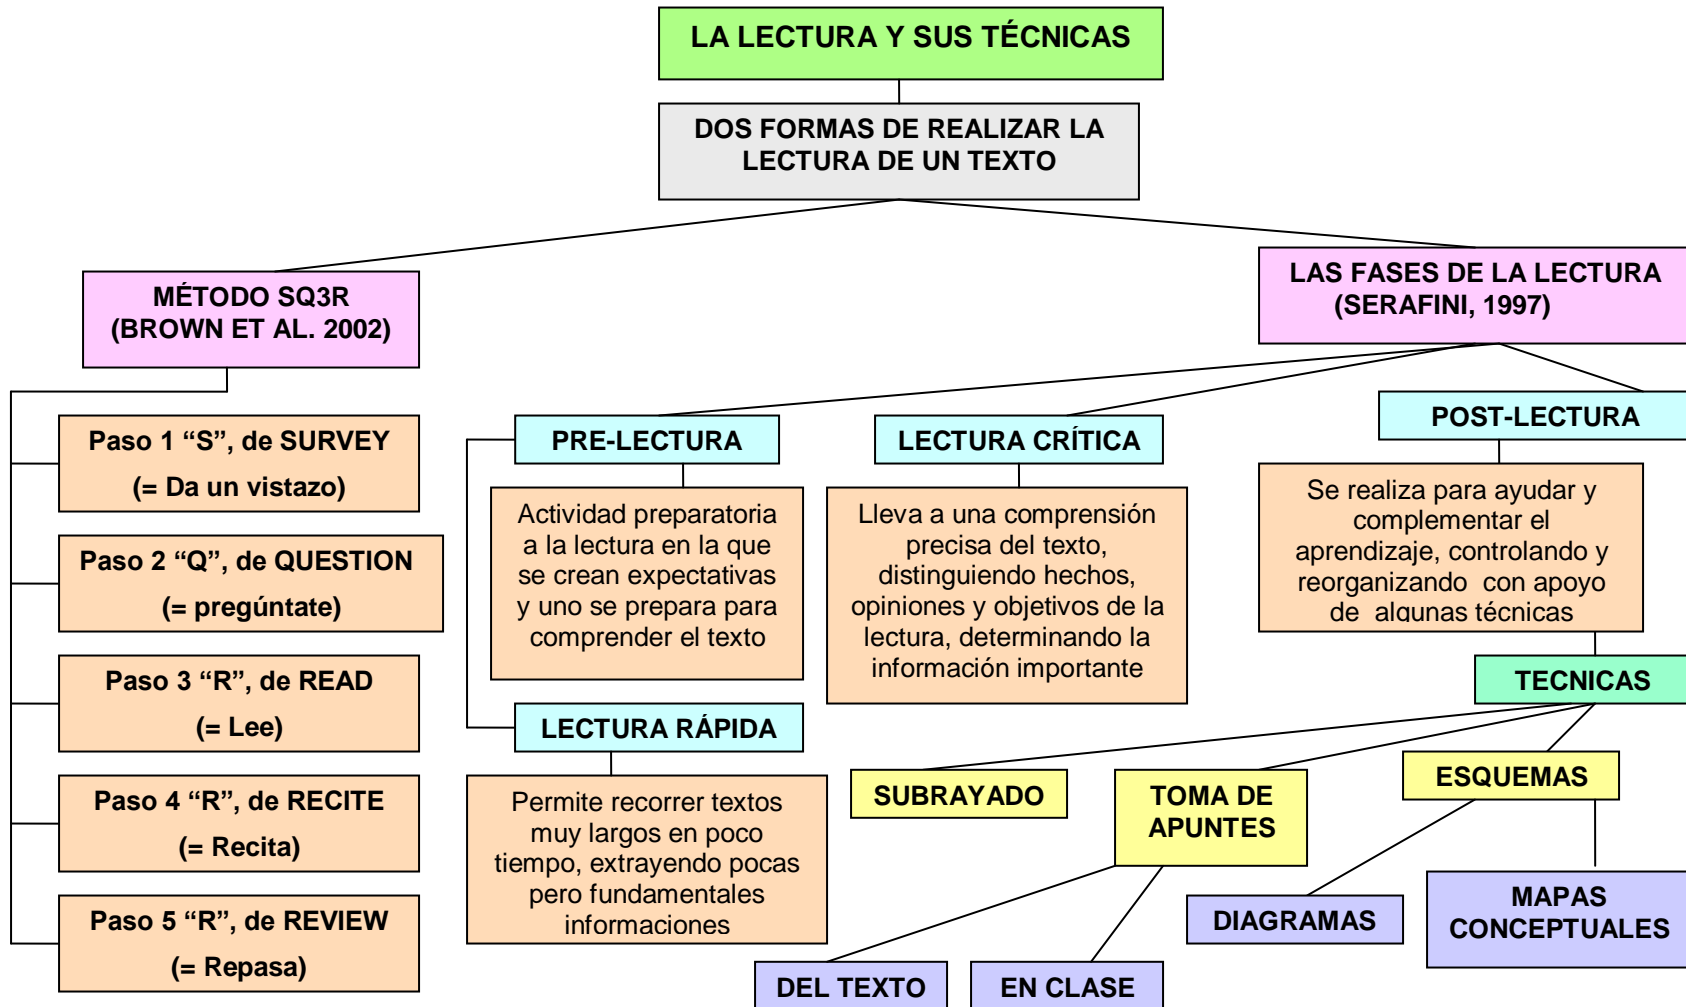 LA LECTURA Y SUS TÉCNICAS
DOS FORMAS DE REALIZAR LA
LECTURA DE UN TEXTO
MÉTODO SQ3R
(BROWN ET AL. 2002)
Paso 1 “S”, de SURVEY
(= Da un vistazo)
Paso 2 “Q”, de QUESTION
(= pregúntate)
Paso 3 “R”, de READ
(= Lee)
Paso 4 “R”, de RECITE
(= Recita)
Paso 5 “R”, de REVIEW
(= Repasa)
LAS FASES DE LA LECTURA
(SERAFINI, 1997)
PRE-LECTURA
Actividad preparatoria
a la lectura en la que
se crean expectativas
y uno se prepara para
comprender el texto
LECTURA RÁPIDA
Permite recorrer textos
muy largos en poco
tiempo, extrayendo pocas
pero fundamentales
informaciones
LECTURA CRÍTICA
Lleva a una comprensión
precisa del texto,
distinguiendo hechos,
opiniones y objetivos de la
lectura, determinando la
información importante
POST-LECTURA
Se realiza para ayudar y
complementar el
aprendizaje, controlando y
reorganizando con apoyo
de algunas técnicas
TECNICAS
SUBRAYADO
TOMA DE
APUNTES
DEL TEXTO
EN CLASE
ESQUEMAS
DIAGRAMAS
MAPAS
CONCEPTUALES